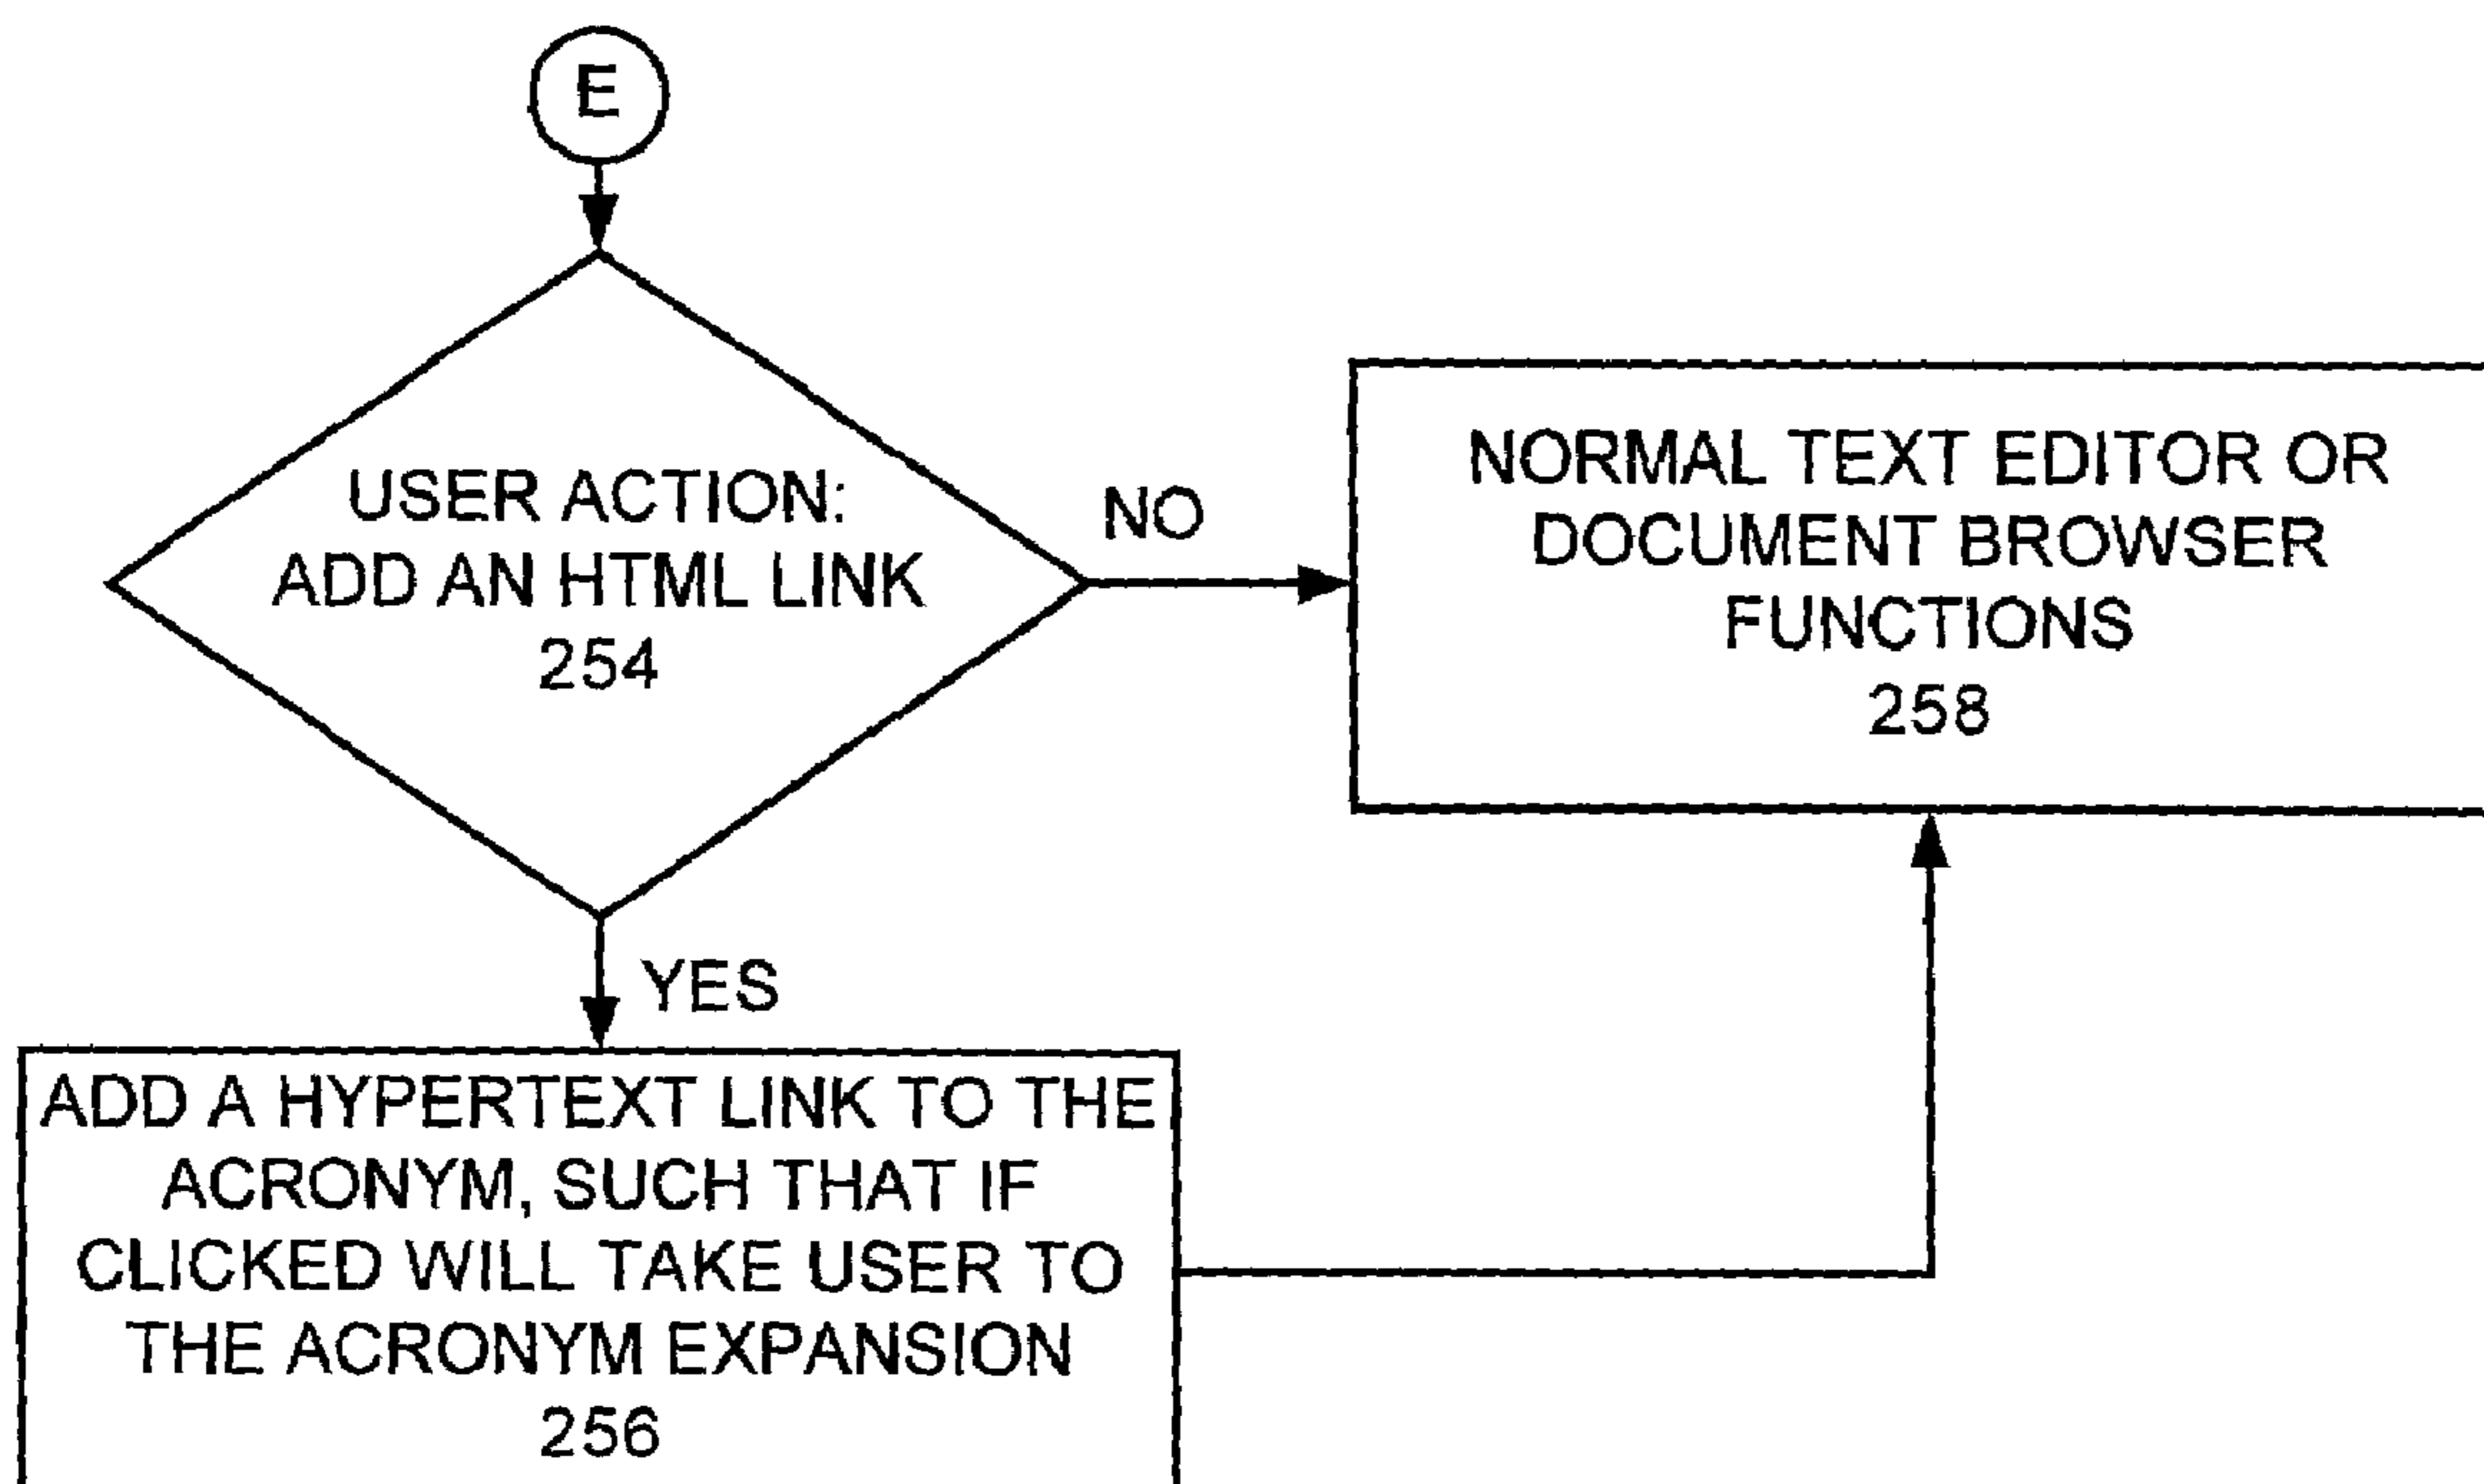 E
USER ACTION:
ADD AN HTML LINK
254
NO
NORMAL TEXT EDITOR OR
DOCUMENT BROWSER
FUNCTIONS
258
YES
ADD A HYPERTEXT LINK TO THE
ACRONYM, SUCH THAT IF
CLICKED WILL TAKE USER TO
THE ACRONYM EXPANSION
256